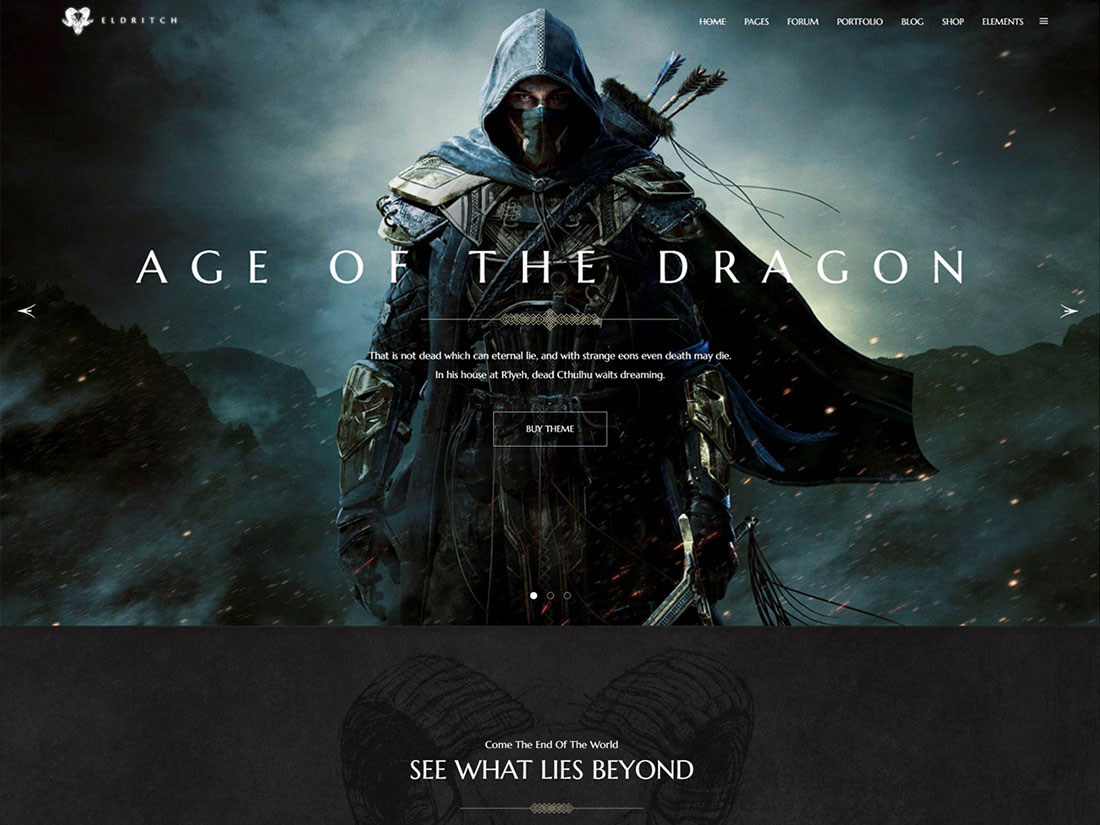 ELDRITCH
HOME PAGES FORUM PORTFOLIO BLOG SHOP ELEMENTS
AGE OF THE DRAGON
That is not dead which can eternal lie, and with strange eons even death may die.
In his house at R'lyeh, dead Cthulhu waits dreaming.
BUY THEME
Come The End Of The World
SEE WHAT LIES BEYOND